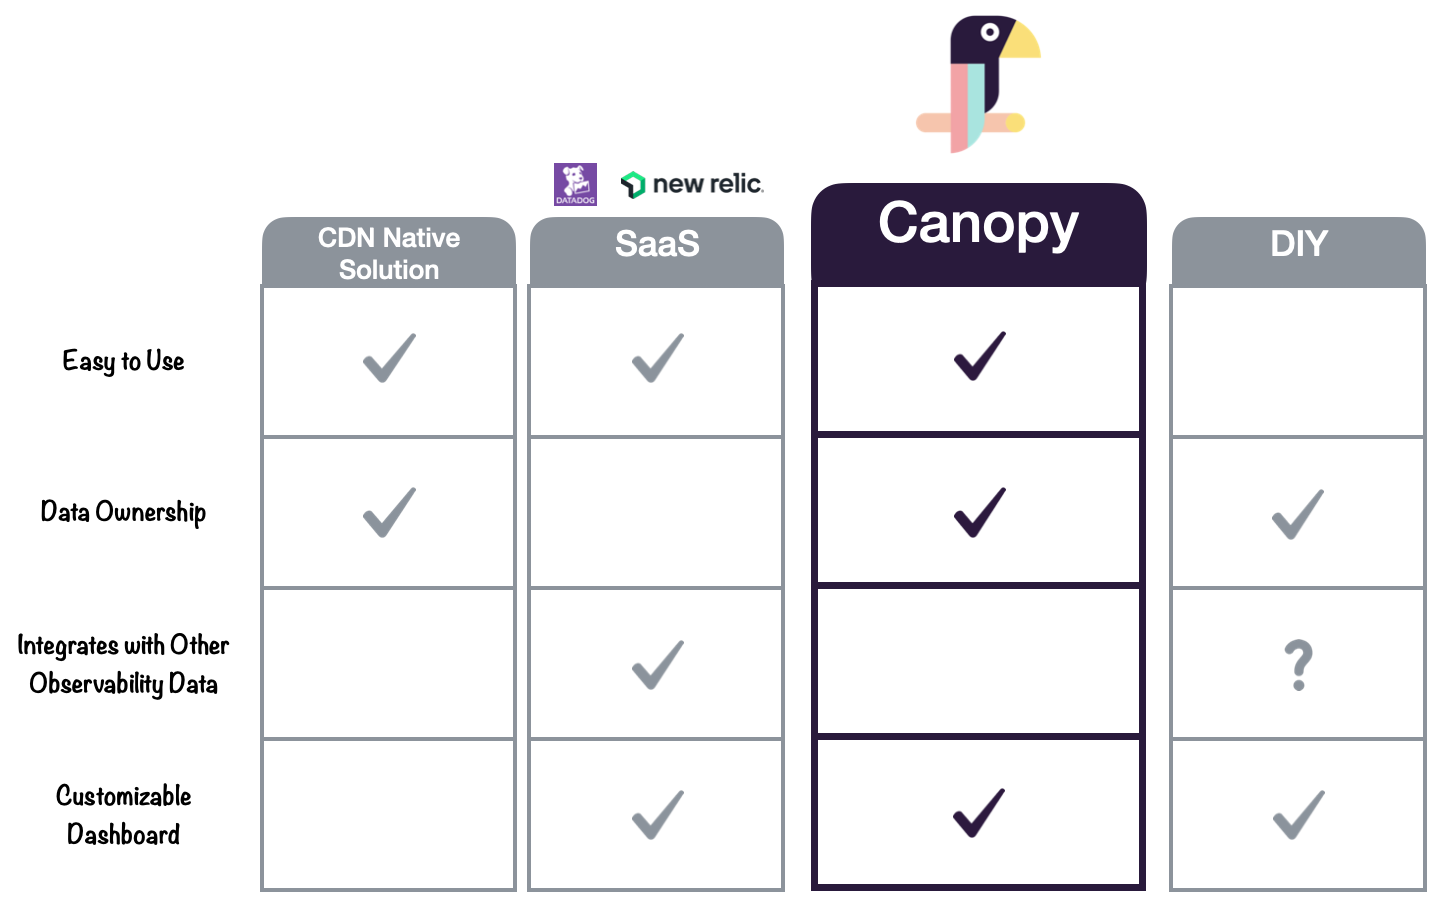 DATADOG
new relic.
CDN Native
Solution
SaaS
Canopy
DIY
Easy to Use
Data Ownership
Integrates with Other
Observability Data
?
Customizable
Dashboard